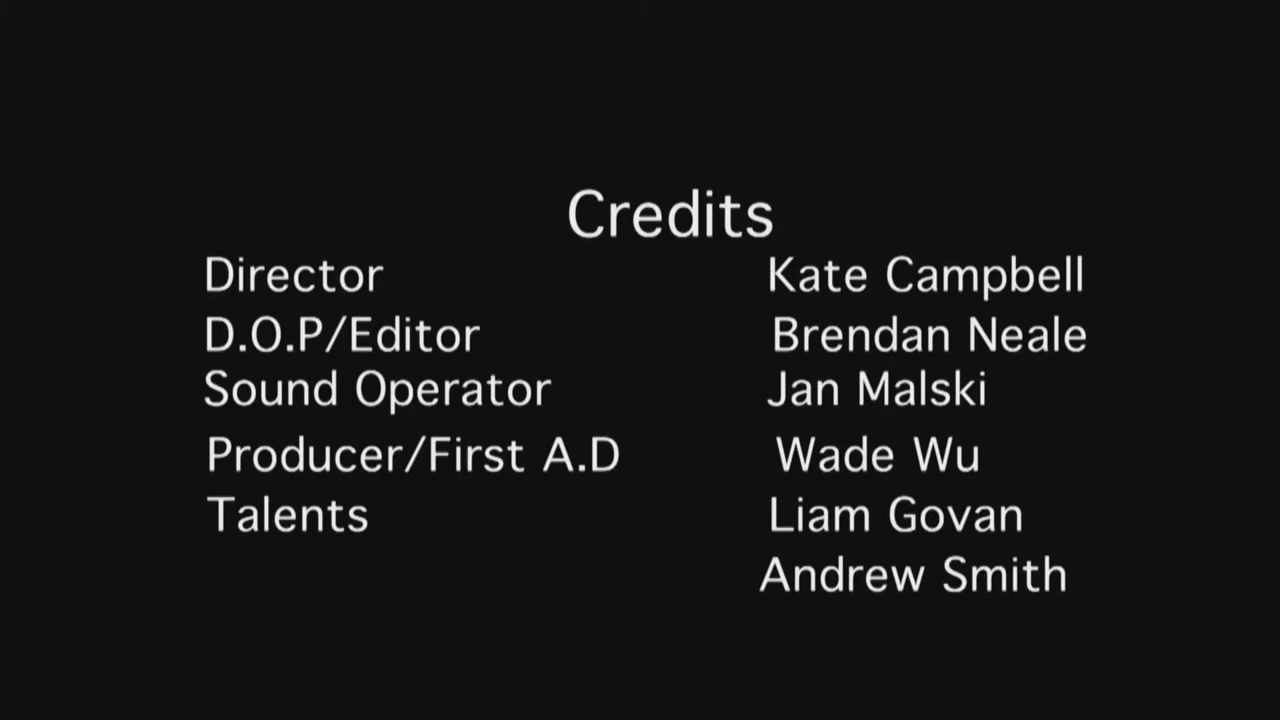 Credits
Director Kate Campbell
D.O.P/Editor Brendan Neale
Sound Operator Jan Malski
Producer/First A.D Wade Wu
Talents Liam Govan
Andrew Smith